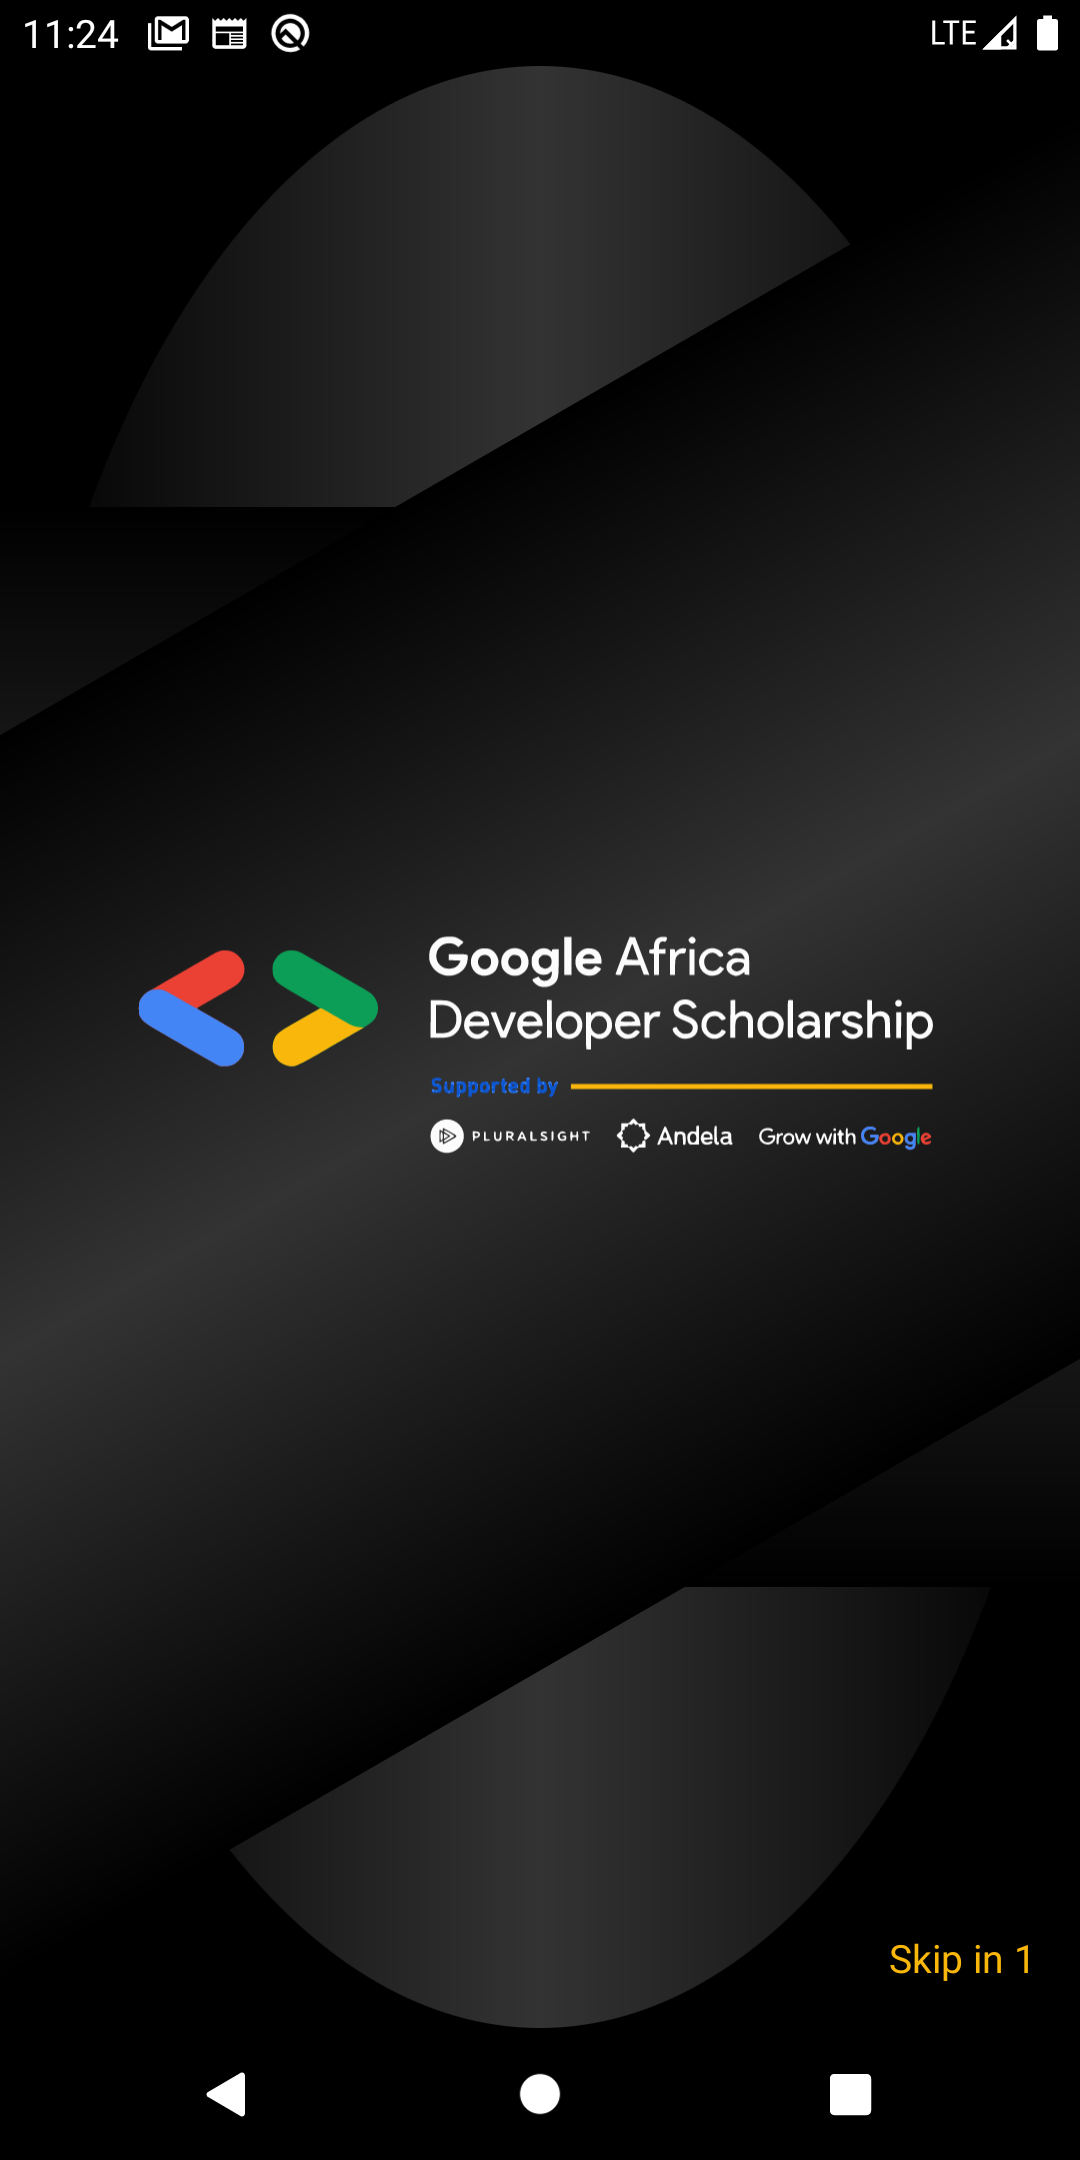 11:24
LTE
Google Africa
Developer Scholarship
Supported by
PLURALSIGHT Andela Grow with Google
Skip in 1